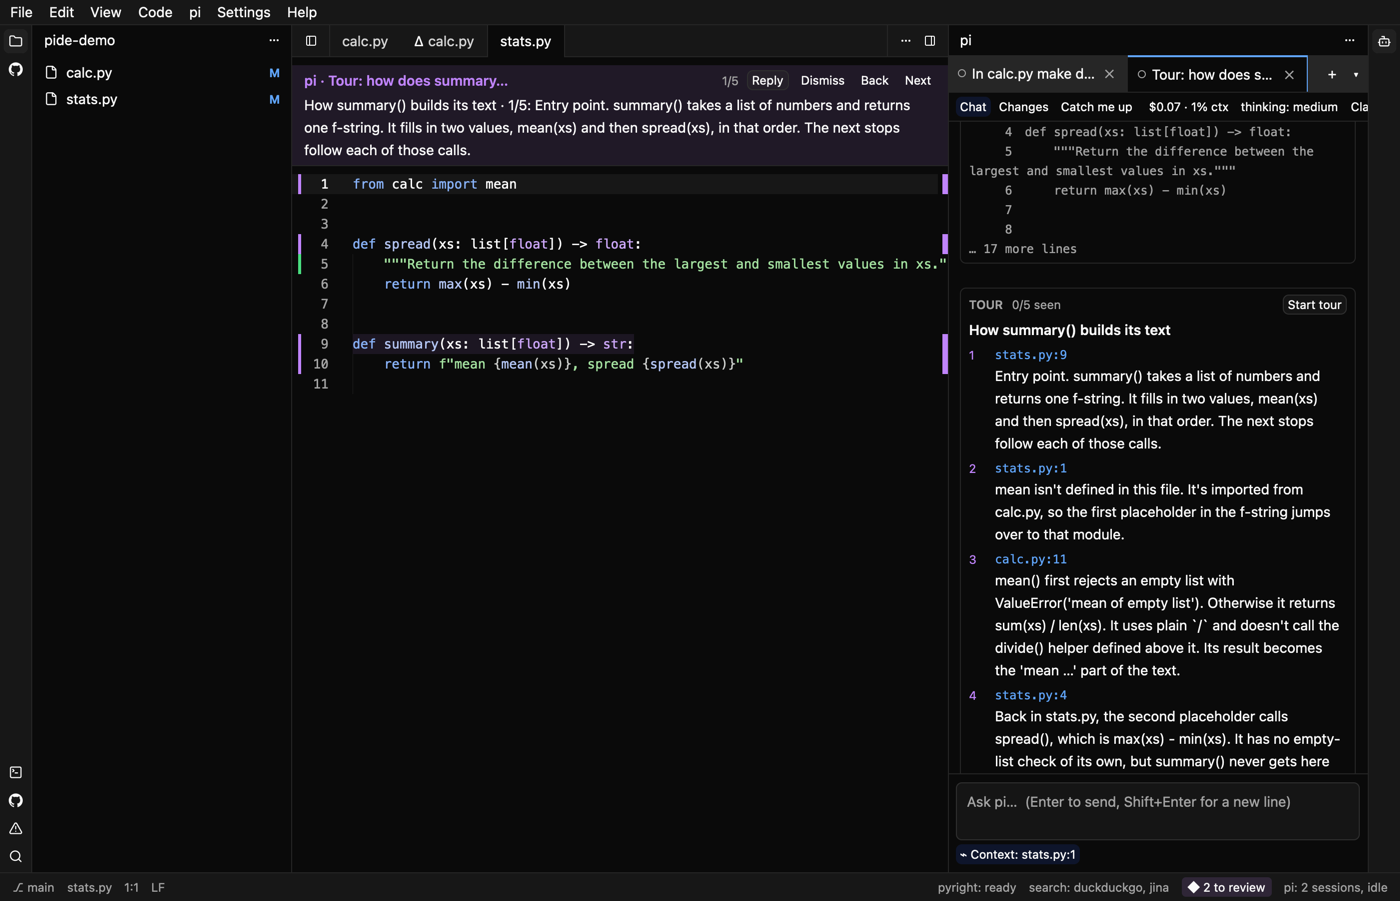 File Edit View Code pi Settings Help
pide-demo ···
calc.py M
stats.py M
calc.py Δ calc.py stats.py ···
pi · Tour: how does summary... 1/5 Reply Dismiss Back Next
How summary() builds its text · 1/5: Entry point. summary() takes a list of numbers and returns
one f-string. It fills in two values, mean(xs) and then spread(xs), in that order. The next stops
follow each of those calls.
1 from calc import mean
2
3
4 def spread(xs: list[float]) -> float:
5 """Return the difference between the largest and smallest values in xs."
6 return max(xs) - min(xs)
7
8
9 def summary(xs: list[float]) -> str:
10 return f"mean {mean(xs)}, spread {spread(xs)}"
11
pi ···
In calc.py make d... × Tour: how does s... × +
Chat Changes Catch me up $0.07 · 1% ctx thinking: medium Cla
4 def spread(xs: list[float]) -> float:
5 """Return the difference between the
largest and smallest values in xs."""
6 return max(xs) - min(xs)
7
8
… 17 more lines
TOUR 0/5 seen Start tour
How summary() builds its text
1 stats.py:9
Entry point. summary() takes a list of numbers and
returns one f-string. It fills in two values, mean(xs)
and then spread(xs), in that order. The next stops
follow each of those calls.
2 stats.py:1
mean isn't defined in this file. It's imported from
calc.py, so the first placeholder in the f-string jumps
over to that module.
3 calc.py:11
mean() first rejects an empty list with
ValueError('mean of empty list'). Otherwise it returns
sum(xs) / len(xs). It uses plain `/` and doesn't call the
divide() helper defined above it. Its result becomes
the 'mean ...' part of the text.
4 stats.py:4
Back in stats.py, the second placeholder calls
spread(), which is max(xs) - min(xs). It has no empty-
list check of its own, but summary() never gets here
Ask pi... (Enter to send, Shift+Enter for a new line)
Context: stats.py:1
main stats.py 1:1 LF
pyright: ready search: duckduckgo, jina ◆ 2 to review pi: 2 sessions, idle